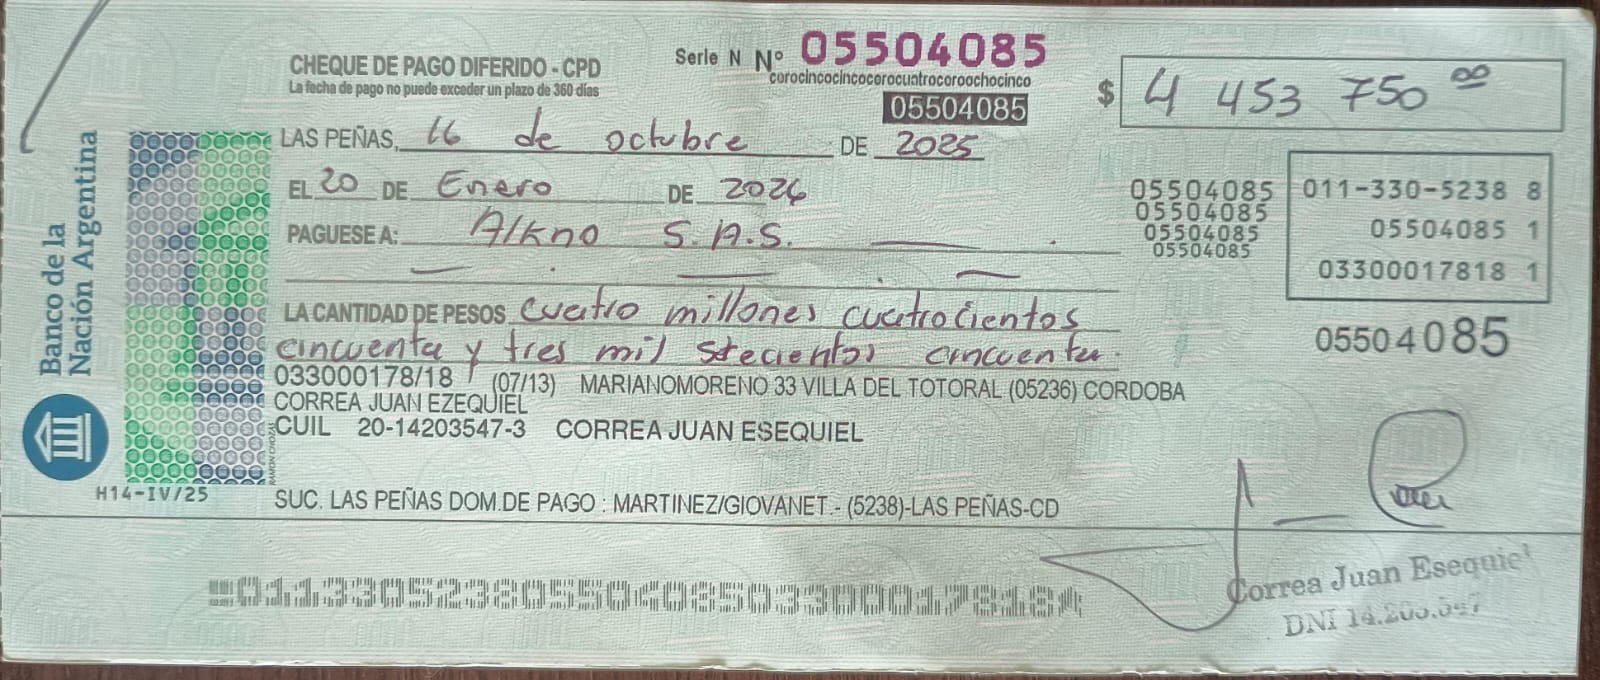 CHEQUE DE PAGO DIFERIDO - CPD
La fecha de pago no puede exceder un plazo de 360 días
Serie N Nº 05504085
cerocincocincocerocuatrocerochocinco
05504085
$ 4 453 750 00
LAS PEÑAS, 16 de octubre DE 2025
EL 20 DE Enero DE 2026
PAGUESE A: Alkno S.A.S.
05504085
05504085
05504085
05504085
011-330-5238 8
05504085 1
03300017818 1
LA CANTIDAD DE PESOS cuatro millones cuatrocientos
cincuenta y tres mil setecientos cincuenta.
05504085
033000178/18 (07/13) MARIANOMORENO 33 VILLA DEL TOTORAL (05236) CORDOBA
CORREA JUAN EZEQUIEL
CUIL 20-14203547-3 CORREA JUAN ESEQUIEL
SUC. LAS PEÑAS DOM.DE PAGO : MARTINEZ/GIOVANET.- (5238)-LAS PEÑAS-CD
Banco de la
Nación Argentina
RAMON CHOZAS
H14-IV/25
Correa Juan Esequiel
DNI